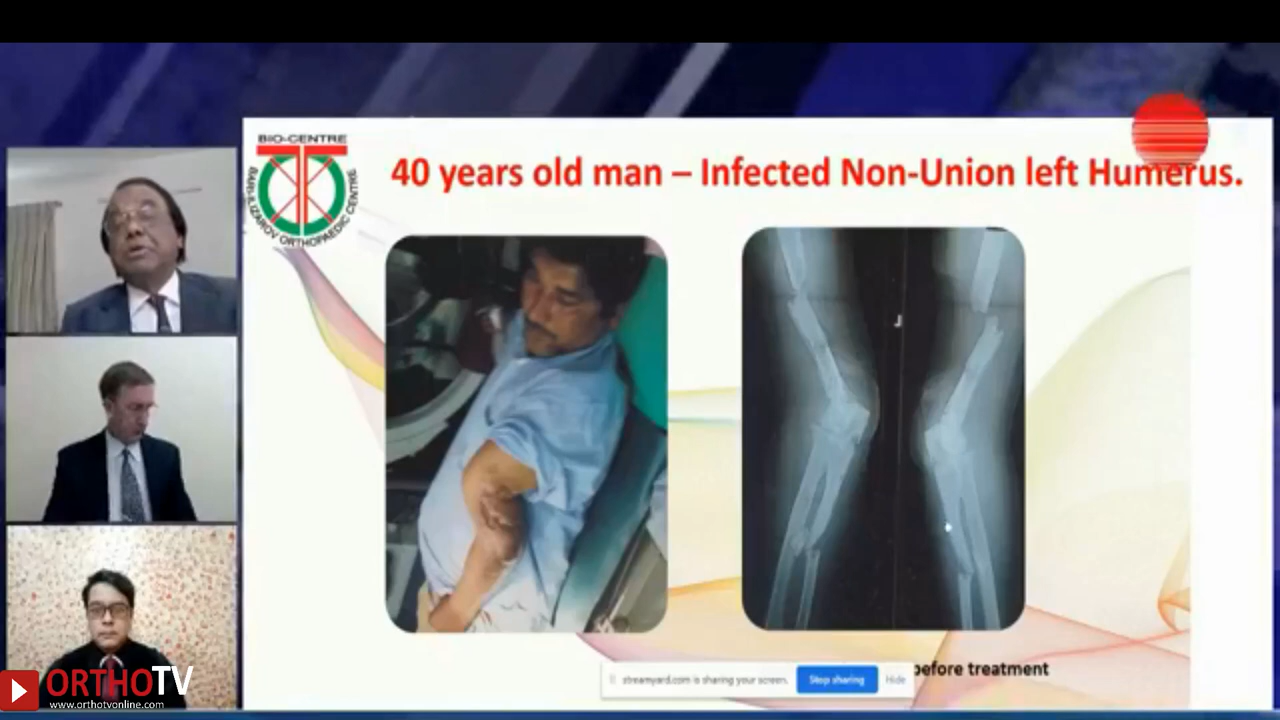 BIO-CENTRE
BARI-ILIZAROV ORTHOPAEDIC CENTRE
40 years old man – Infected Non-Union left Humerus.
L
before treatment
streamyard.com is sharing your screen.
Stop sharing
Hide
ORTHOTV
www.orthotvonline.com